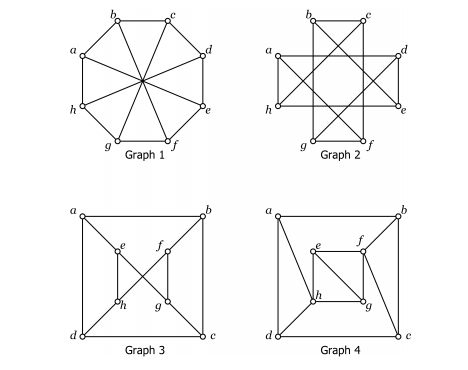 b c
a d
h e
g f
Graph 1
b c
a d
h e
g f
Graph 2
a b
e f
h g
d c
Graph 3
a b
e f
h g
d c
Graph 4